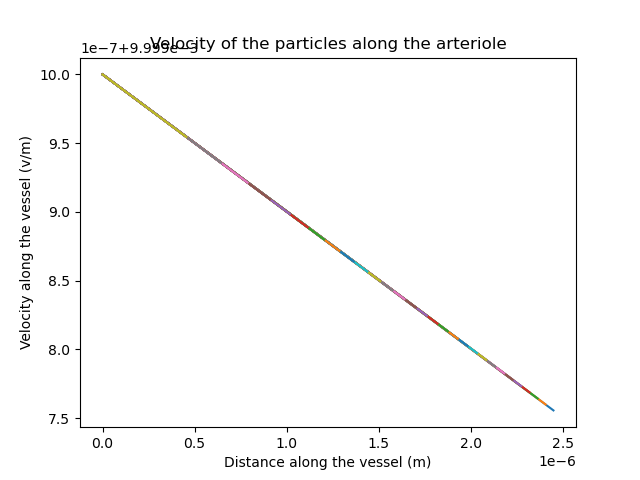 Velocity of the particles along the arteriole
1e−7+9.999e−3
10.0
9.5
9.0
8.5
8.0
7.5
Velocity along the vessel (v/m)
0.0 0.5 1.0 1.5 2.0 2.5
1e−6
Distance along the vessel (m)